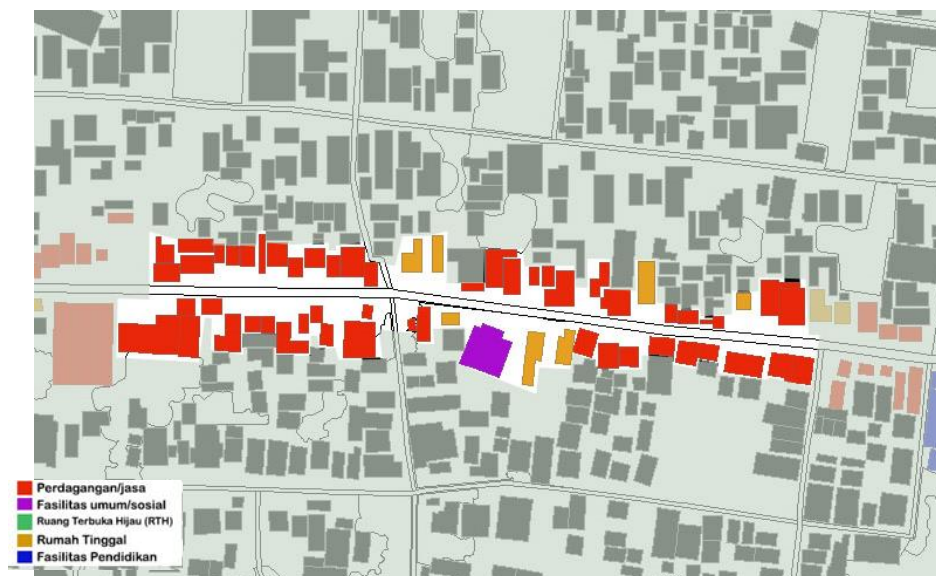 Perdagangan/jasa
Fasilitas umum/sosial
Ruang Terbuka Hijau (RTH)
Rumah Tinggal
Fasilitas Pendidikan